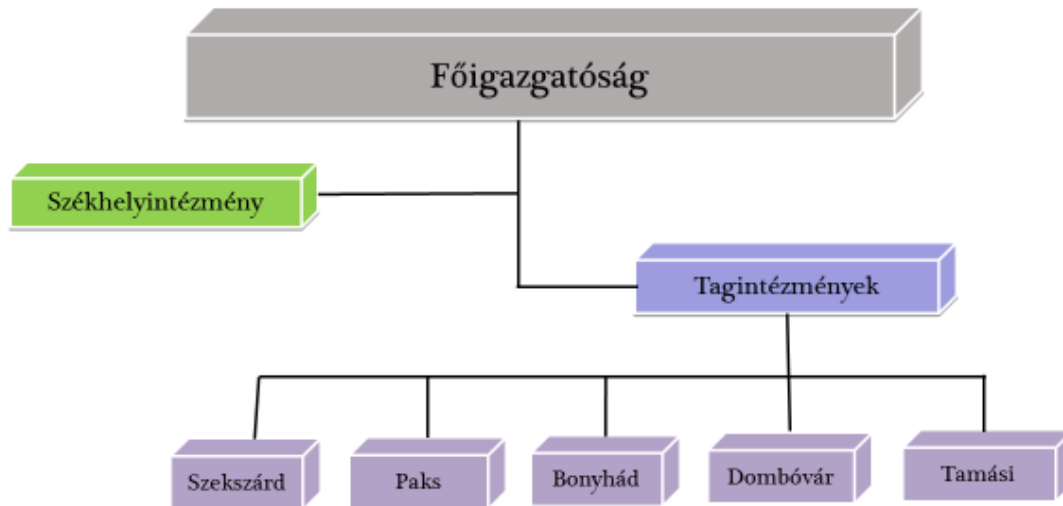 Főigazgatóság
Székhelyintézmény
Tagintézmények
Szekszárd
Paks
Bonyhád
Dombóvár
Tamási